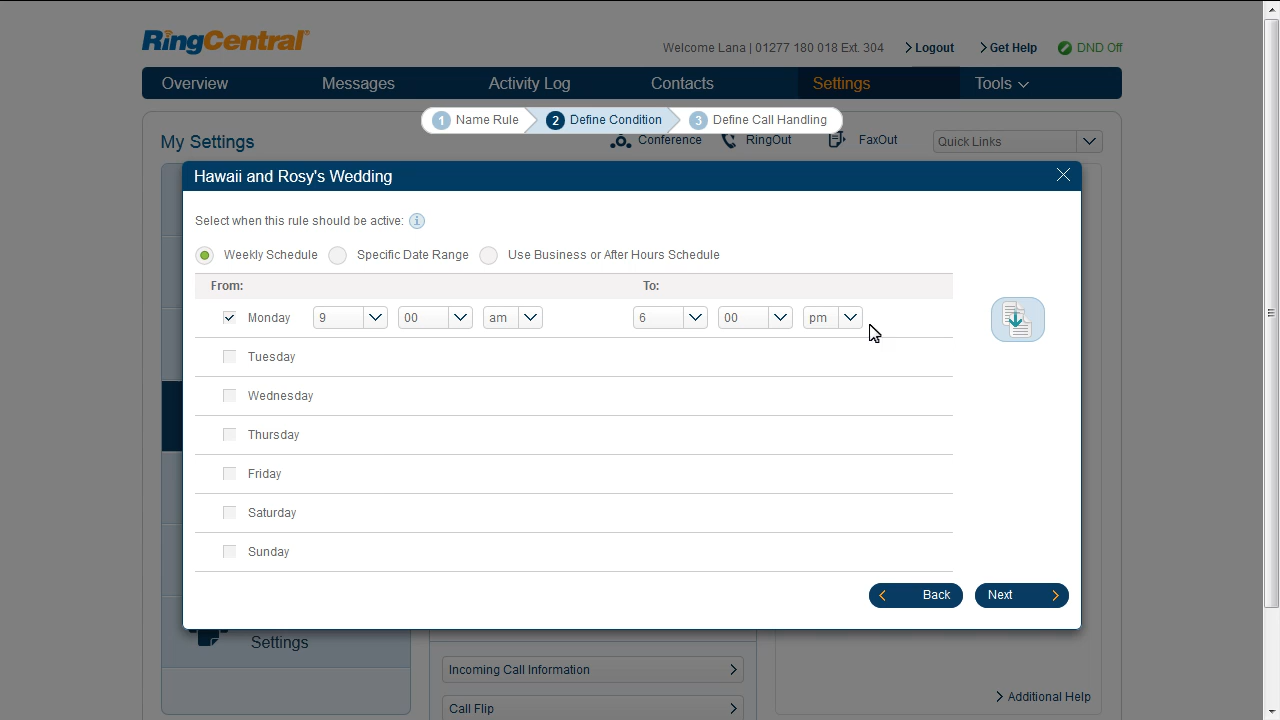 RingCentral
Welcome Lana | 01277 180 018 Ext. 304 Logout Get Help DND Off
Overview Messages Activity Log Contacts Settings Tools
1 Name Rule 2 Define Condition 3 Define Call Handling
My Settings Conference RingOut FaxOut Quick Links
Hawaii and Rosy's Wedding
Select when this rule should be active: i
Weekly Schedule Specific Date Range Use Business or After Hours Schedule
From: To:
Monday 9 00 am 6 00 pm
Tuesday
Wednesday
Thursday
Friday
Saturday
Sunday
Back Next
Settings
Incoming Call Information
Additional Help
Call Flip